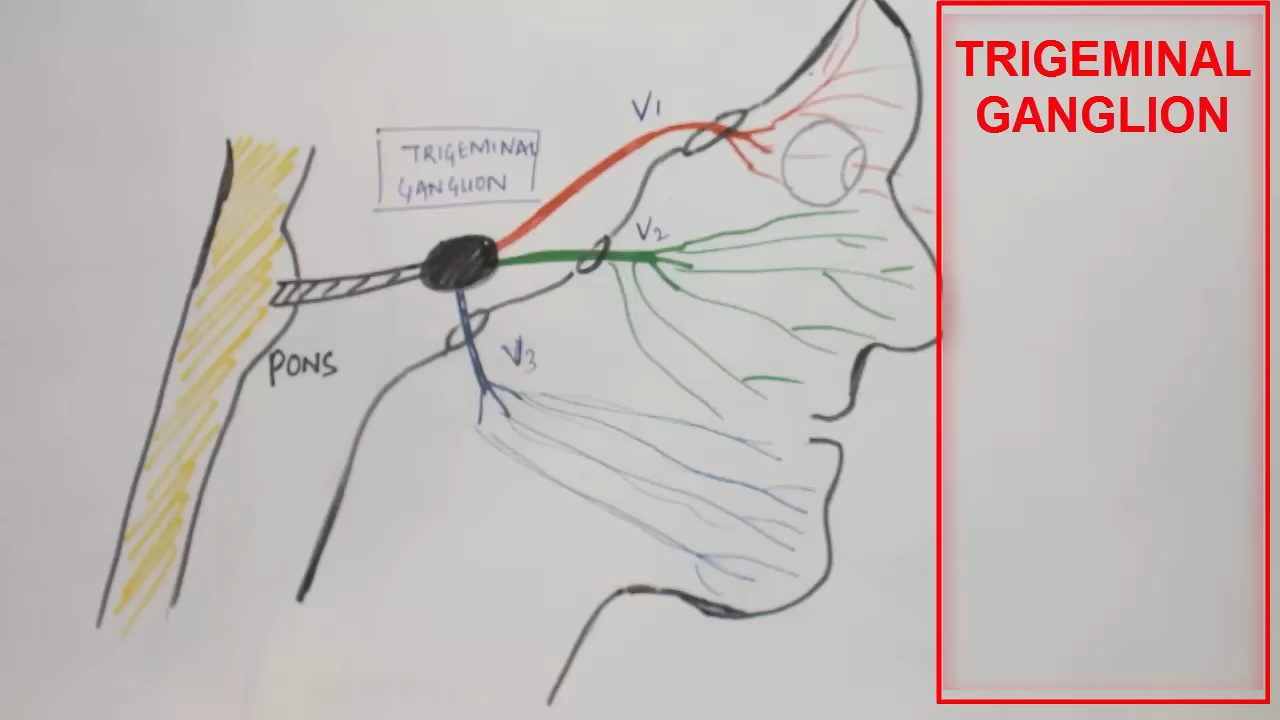 TRIGEMINAL
GANGLION
V1
TRIGEMINAL
GANGLION
V2
PONS
V3